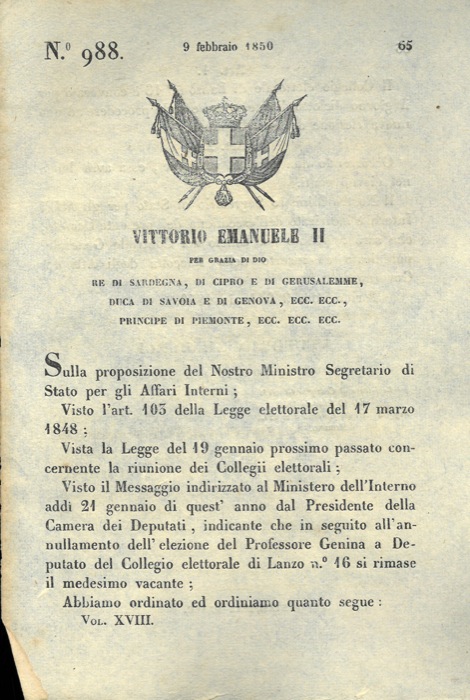 N.º 988.
9 febbraio 1850
65
VITTORIO EMANUELE II
PER GRAZIA DI DIO
RE DI SARDEGNA, DI CIPRO E DI GERUSALEMME,
DUCA DI SAVOIA E DI GENOVA, ECC. ECC.,
PRINCIPE DI PIEMONTE, ECC. ECC. ECC.
Sulla proposizione del Nostro Ministro Segretario di
Stato per gli Affari Interni ;
Visto l'art. 103 della Legge elettorale del 17 marzo
1848 ;
Vista la Legge del 19 gennaio prossimo passato con-
cernente la riunione dei Collegii elettorali ;
Visto il Messaggio indirizzato al Ministero dell'Interno
addì 21 gennaio di quest' anno dal Presidente della
Camera dei Deputati , indicante che in seguito all'an-
nullamento dell' elezione del Professore Genina a De-
putato del Collegio elettorale di Lanzo n.º 16 si rimase
il medesimo vacante ;
Abbiamo ordinato ed ordiniamo quanto segue :
VOL. XVIII.